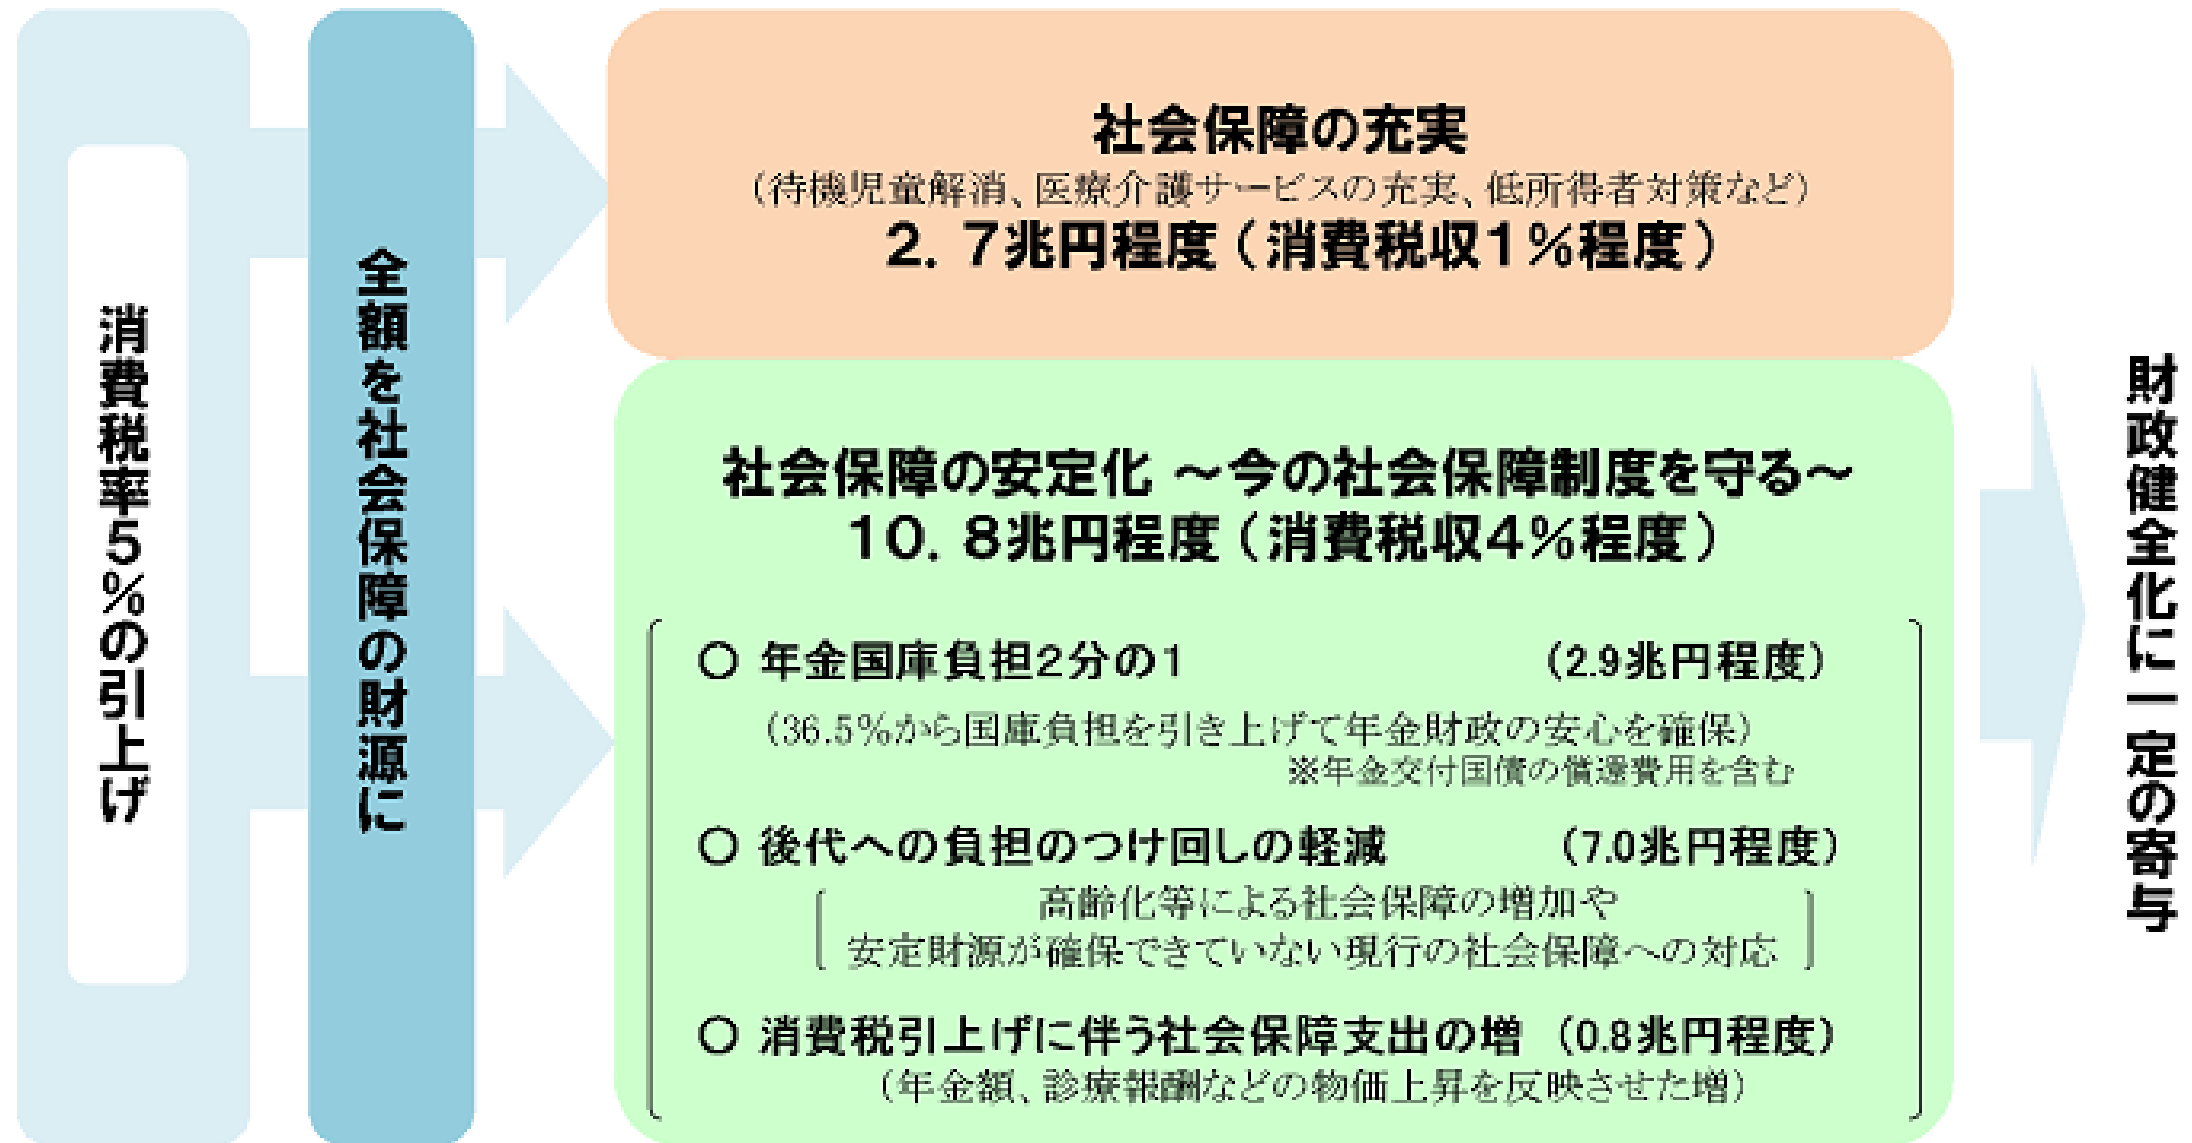 消費税率5％の引上げ
全額を社会保障の財源に
社会保障の充実
（待機児童解消、医療介護サービスの充実、低所得者対策など）
２．７兆円程度（消費税収１％程度）
社会保障の安定化 ～今の社会保障制度を守る～
１０．８兆円程度（消費税収４％程度）
○ 年金国庫負担２分の１ （2.9兆円程度）
（36.5％から国庫負担を引き上げて年金財政の安心を確保）
※年金交付国債の償還費用を含む
○ 後代への負担のつけ回しの軽減 （7.0兆円程度）
高齢化等による社会保障の増加や
安定財源が確保できていない現行の社会保障への対応
○ 消費税引上げに伴う社会保障支出の増 （0.8兆円程度）
（年金額、診療報酬などの物価上昇を反映させた増）
財政健全化に一定の寄与